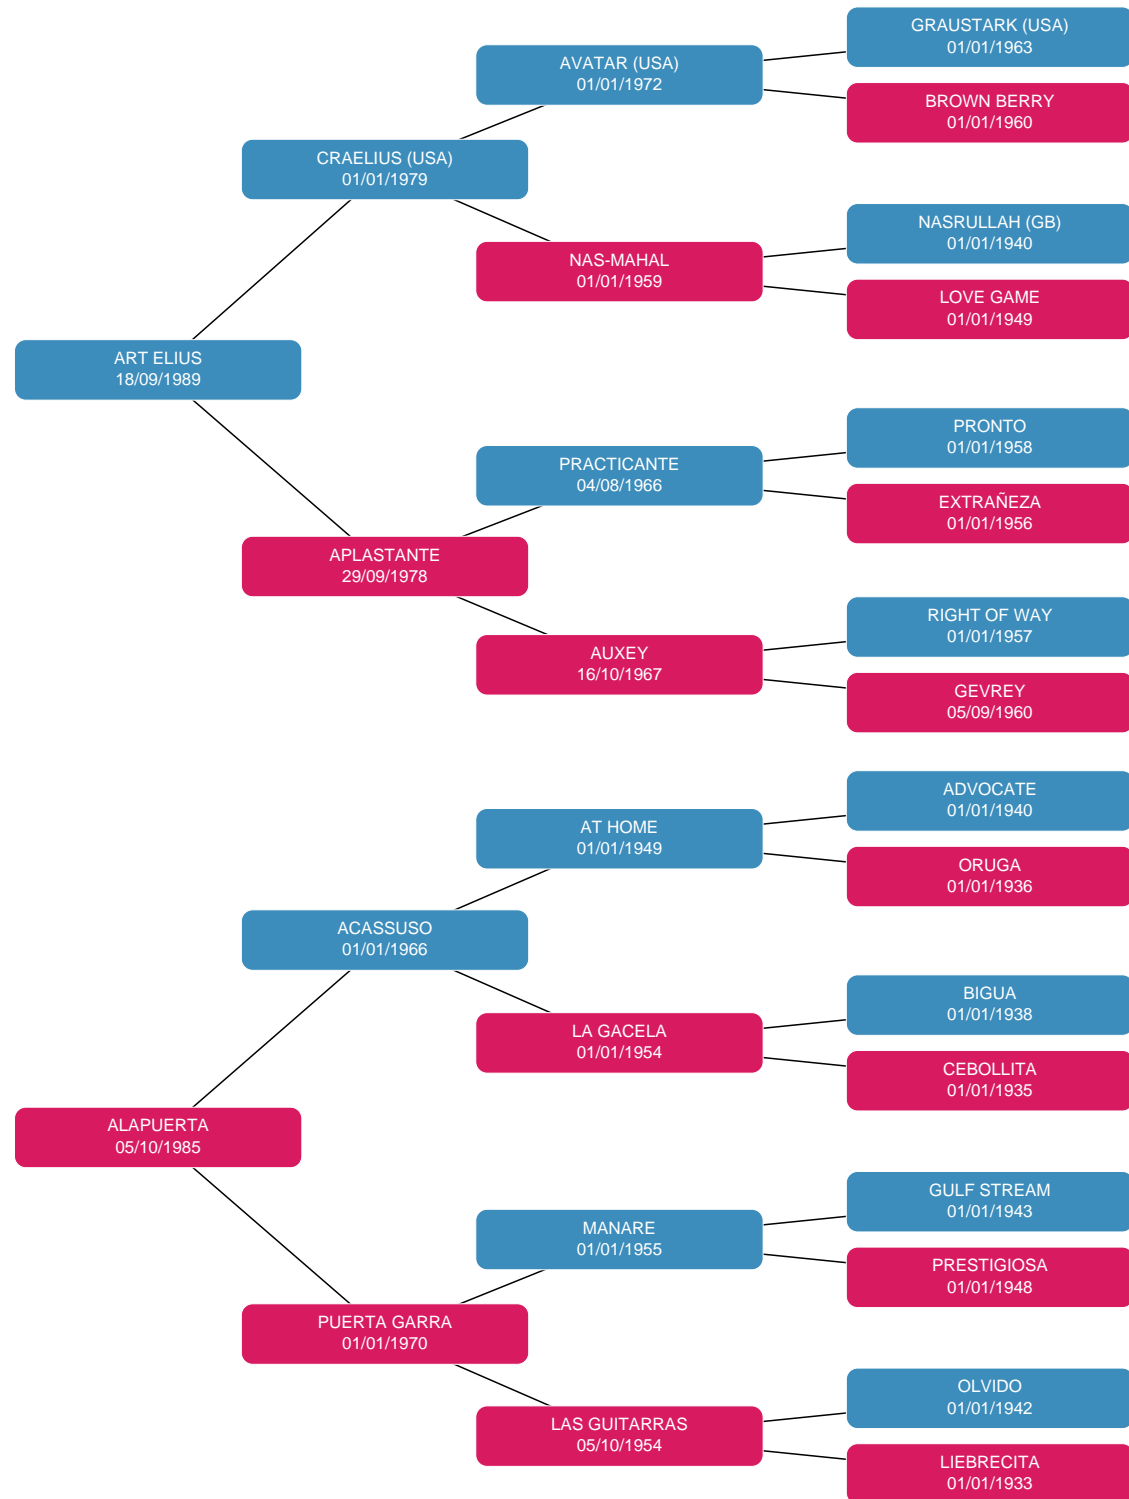 GRAUSTARK (USA)
01/01/1963
AVATAR (USA)
01/01/1972
BROWN BERRY
01/01/1960
CRAELIUS (USA)
01/01/1979
NASRULLAH (GB)
01/01/1940
NAS-MAHAL
01/01/1959
LOVE GAME
01/01/1949
ART ELIUS
18/09/1989
PRONTO
01/01/1958
PRACTICANTE
04/08/1966
EXTRAÑEZA
01/01/1956
APLASTANTE
29/09/1978
RIGHT OF WAY
01/01/1957
AUXEY
16/10/1967
GEVREY
05/09/1960
ADVOCATE
01/01/1940
AT HOME
01/01/1949
ORUGA
01/01/1936
ACASSUSO
01/01/1966
BIGUA
01/01/1938
LA GACELA
01/01/1954
CEBOLLITA
01/01/1935
ALAPUERTA
05/10/1985
GULF STREAM
01/01/1943
MANARE
01/01/1955
PRESTIGIOSA
01/01/1948
PUERTA GARRA
01/01/1970
OLVIDO
01/01/1942
LAS GUITARRAS
05/10/1954
LIEBRECITA
01/01/1933